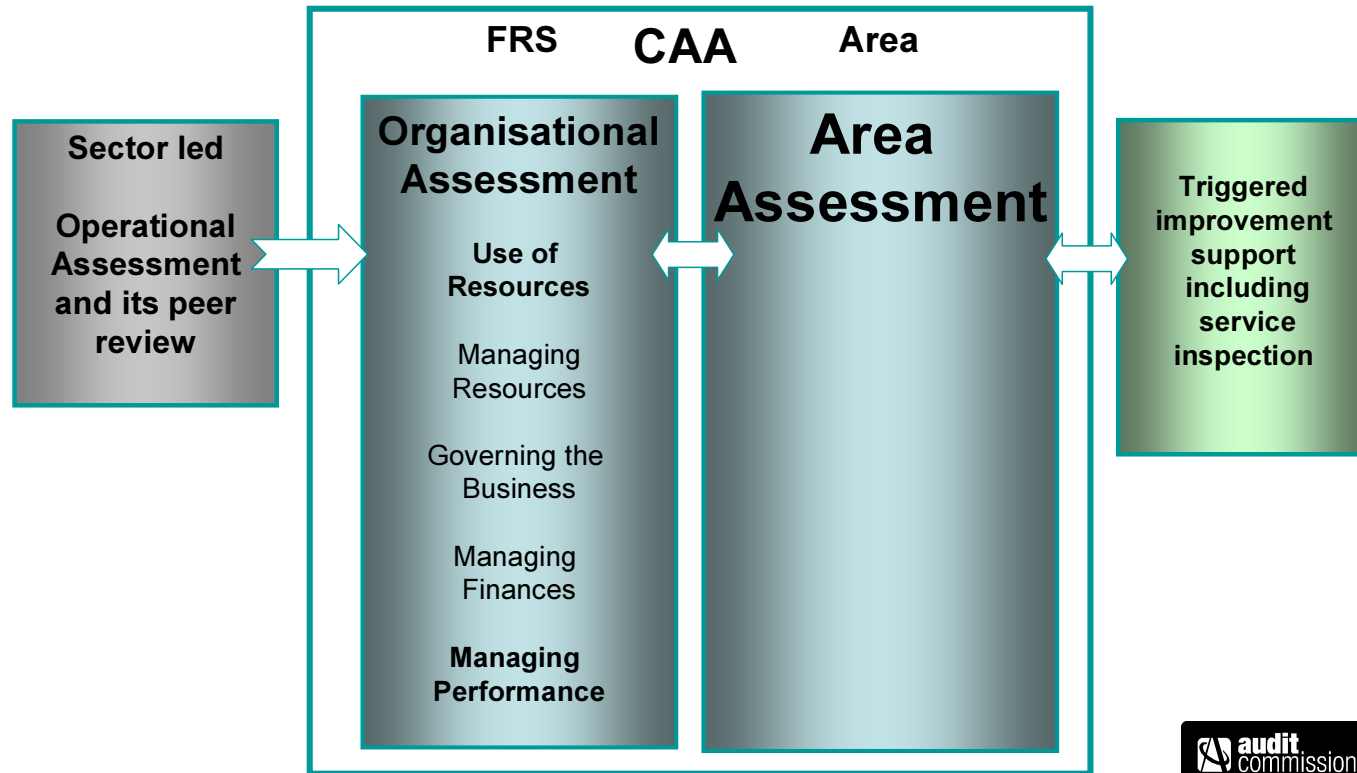 FRS
CAA
Area
Sector led
Operational
Assessment
and its peer
review
Organisational
Assessment
Use of
Resources
Managing
Resources
Governing the
Business
Managing
Finances
Managing
Performance
Area
Assessment
Triggered
improvement
support
including
service
inspection
audit
commission